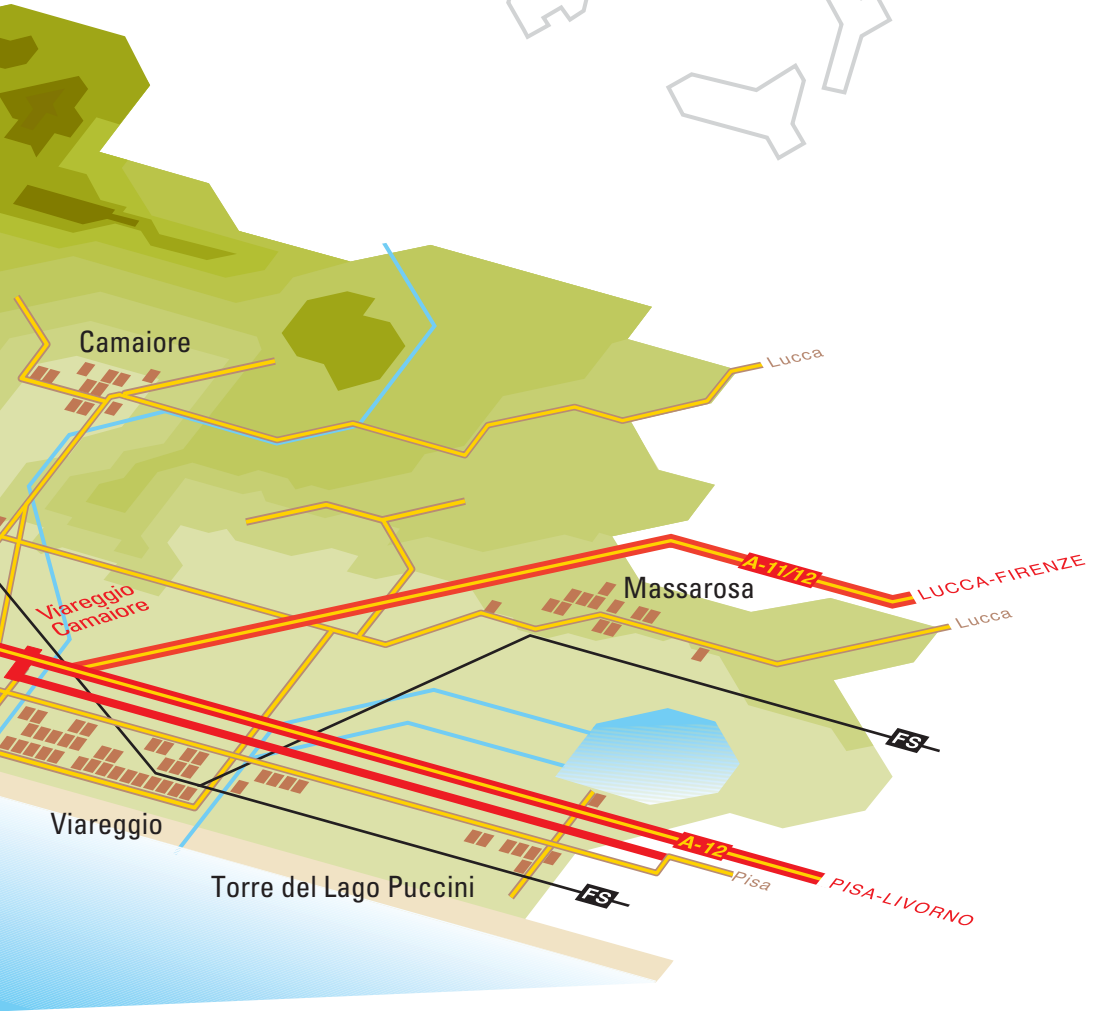 Camaiore
Lucca
A-11/12
LUCCA-FIRENZE
Massarosa
Viareggio
Camaiore
Lucca
FS
Viareggio
A-12
Pisa
PISA-LIVORNO
Torre del Lago Puccini
FS